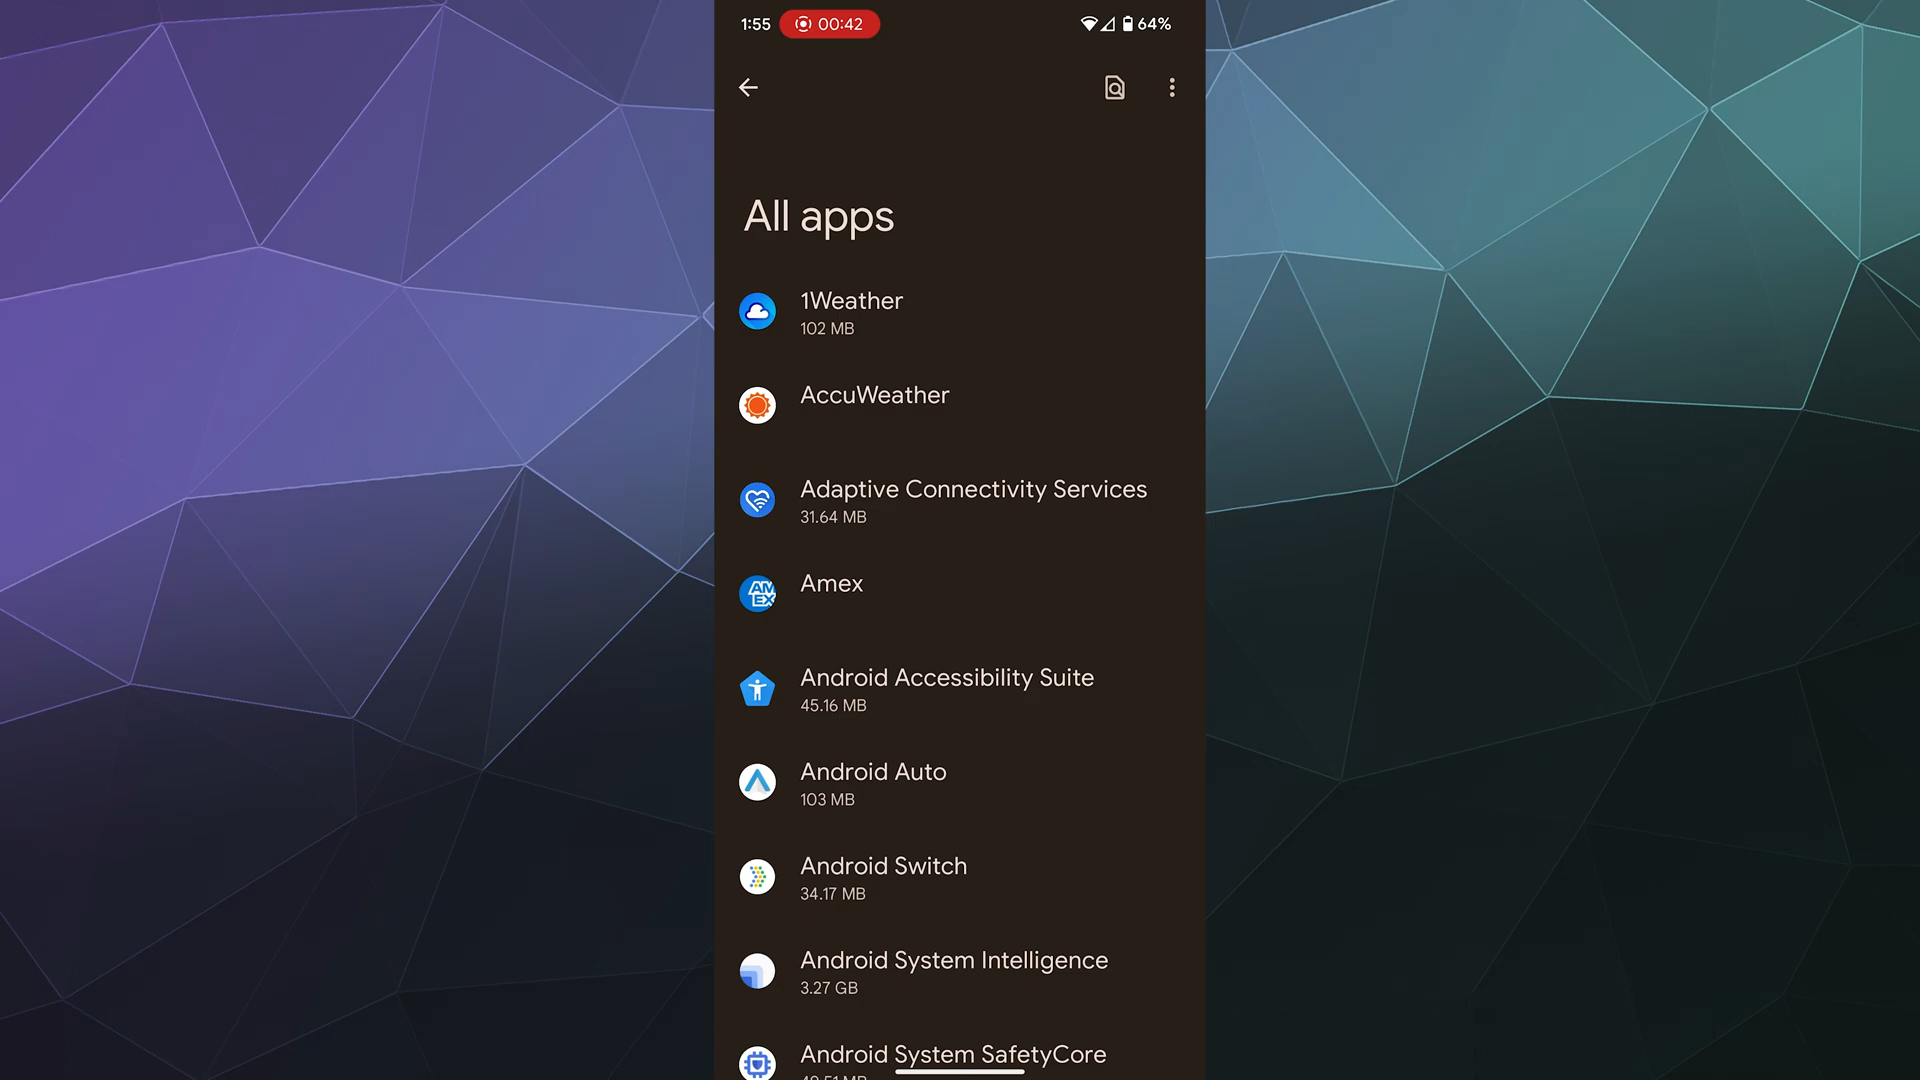 1:55 00:42 64%
All apps
1Weather
102 MB
AccuWeather
Adaptive Connectivity Services
31.64 MB
AM
EX
Amex
Android Accessibility Suite
45.16 MB
Android Auto
103 MB
Android Switch
34.17 MB
Android System Intelligence
3.27 GB
Android System SafetyCore